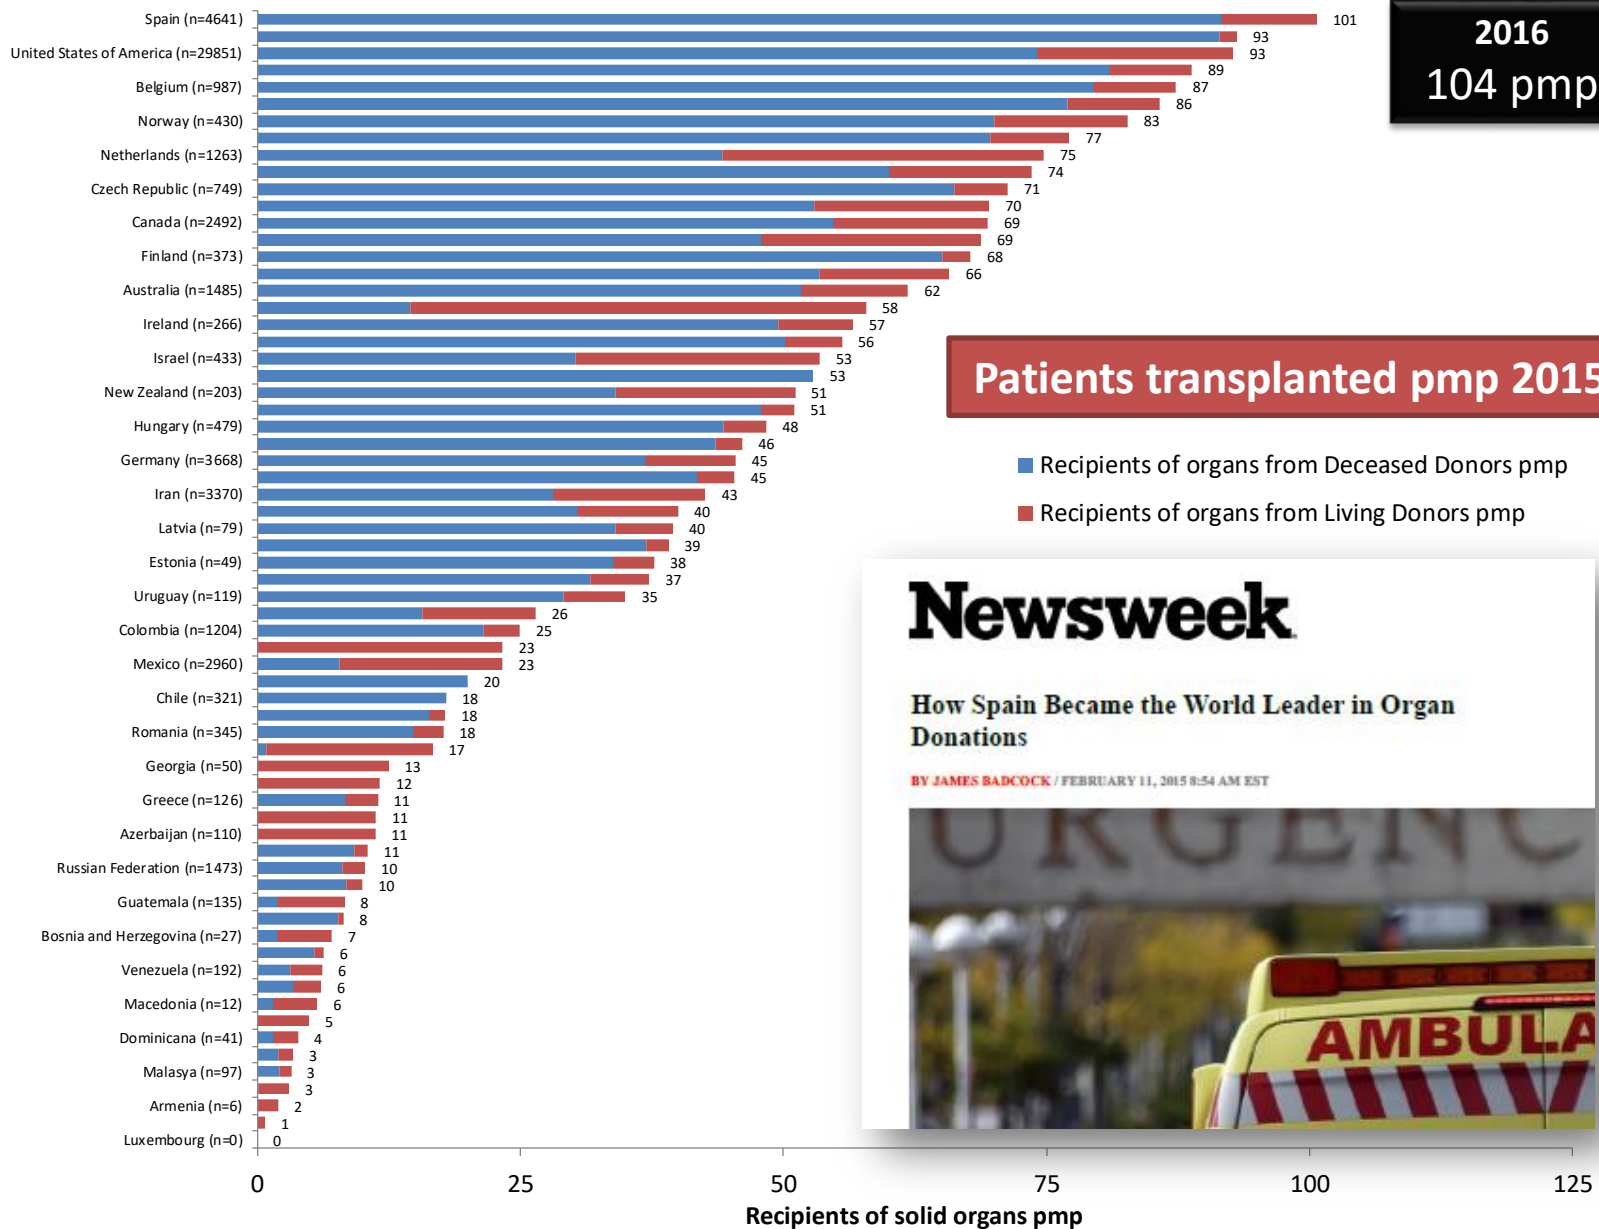 Spain (n=4641) 101
93
United States of America (n=29851) 93
89
Belgium (n=987) 87
86
Norway (n=430) 83
77
Netherlands (n=1263) 75
74
Czech Republic (n=749) 71
70
Canada (n=2492) 69
69
Finland (n=373) 68
66
Australia (n=1485) 62
58
Ireland (n=266) 57
56
Israel (n=433) 53
53
New Zealand (n=203) 51
51
Hungary (n=479) 48
46
Germany (n=3668) 45
45
Iran (n=3370) 43
40
Latvia (n=79) 40
39
Estonia (n=49) 38
37
Uruguay (n=119) 35
26
Colombia (n=1204) 25
23
Mexico (n=2960) 23
20
Chile (n=321) 18
18
Romania (n=345) 18
17
Georgia (n=50) 13
12
Greece (n=126) 11
11
Azerbaijan (n=110) 11
11
Russian Federation (n=1473) 10
10
Guatemala (n=135) 8
8
Bosnia and Herzegovina (n=27) 7
6
Venezuela (n=192) 6
6
Macedonia (n=12) 6
5
Dominicana (n=41) 4
3
Malasya (n=97) 3
3
Armenia (n=6) 2
1
Luxembourg (n=0) 0
0 25 50 75 100 125
Recipients of solid organs pmp
2016
104 pmp
Patients transplanted pmp 2015
Recipients of organs from Deceased Donors pmp
Recipients of organs from Living Donors pmp
Newsweek
How Spain Became the World Leader in Organ
Donations
BY JAMES BADCOCK / FEBRUARY 11, 2015 8:54 AM EST
URGENC
AMBULA